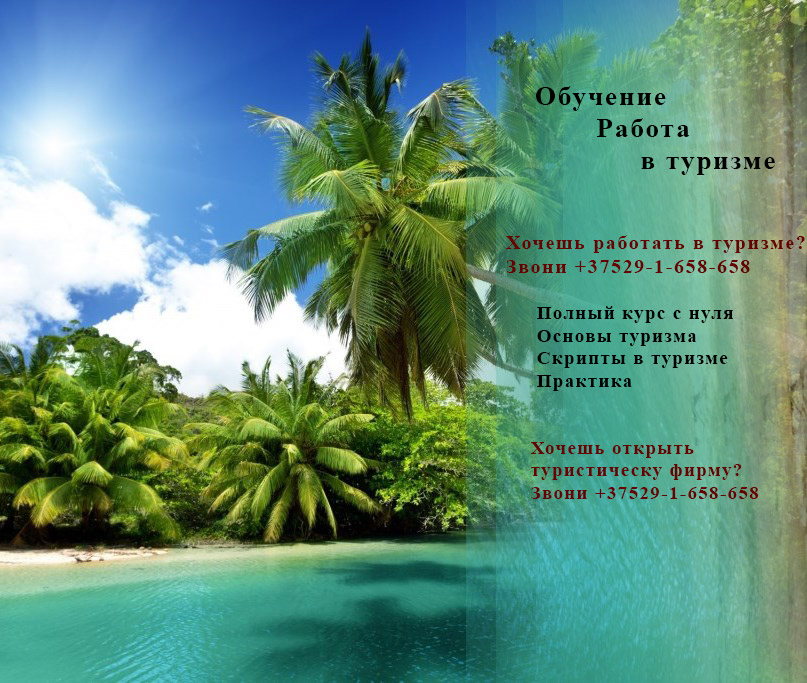 Обучение
Работа
в туризме
Хочешь работать в туризме?
Звони +37529-1-658-658
Полный курс с нуля
Основы туризма
Скрипты в туризме
Практика
Хочешь открыть
туристическу фирму?
Звони +37529-1-658-658